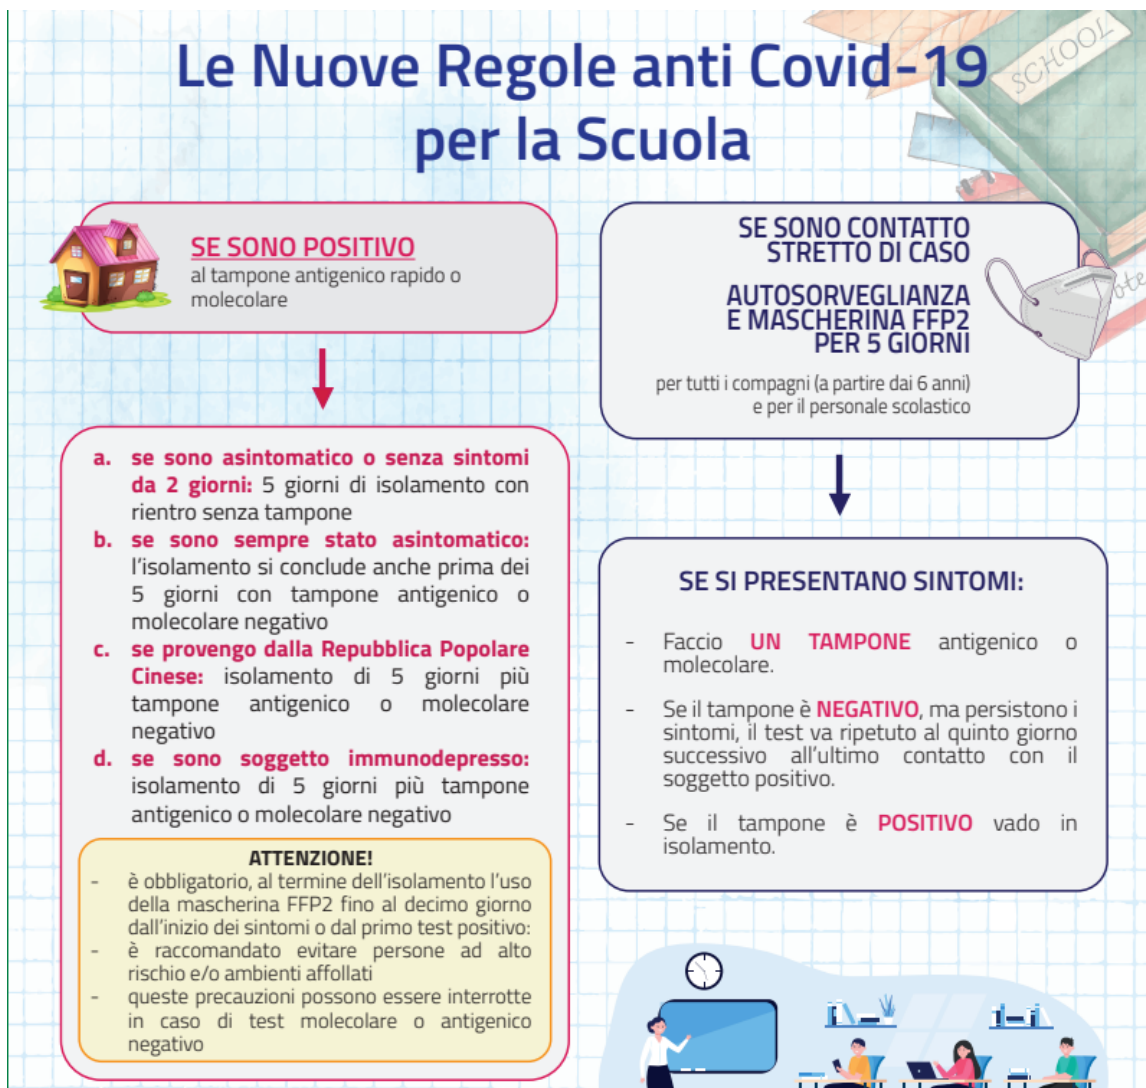 Le Nuove Regole anti Covid-19
per la Scuola
SCHOOL
SE SONO POSITIVO
al tampone antigenico rapido o
molecolare
a. se sono asintomatico o senza sintomi
da 2 giorni: 5 giorni di isolamento con
rientro senza tampone
b. se sono sempre stato asintomatico:
l'isolamento si conclude anche prima dei
5 giorni con tampone antigenico o
molecolare negativo
c. se provengo dalla Repubblica Popolare
Cinese: isolamento di 5 giorni più
tampone antigenico o molecolare
negativo
d. se sono soggetto immunodepresso:
isolamento di 5 giorni più tampone
antigenico o molecolare negativo
ATTENZIONE!
- è obbligatorio, al termine dell'isolamento l'uso
della mascherina FFP2 fino al decimo giorno
dall'inizio dei sintomi o dal primo test positivo:
- è raccomandato evitare persone ad alto
rischio e/o ambienti affollati
- queste precauzioni possono essere interrotte
in caso di test molecolare o antigenico
negativo
SE SONO CONTATTO
STRETTO DI CASO
AUTOSORVEGLIANZA
E MASCHERINA FFP2
PER 5 GIORNI
per tutti i compagni (a partire dai 6 anni)
e per il personale scolastico
SE SI PRESENTANO SINTOMI:
- Faccio UN TAMPONE antigenico o
molecolare.
- Se il tampone è NEGATIVO, ma persistono i
sintomi, il test va ripetuto al quinto giorno
successivo all'ultimo contatto con il
soggetto positivo.
- Se il tampone è POSITIVO vado in
isolamento.